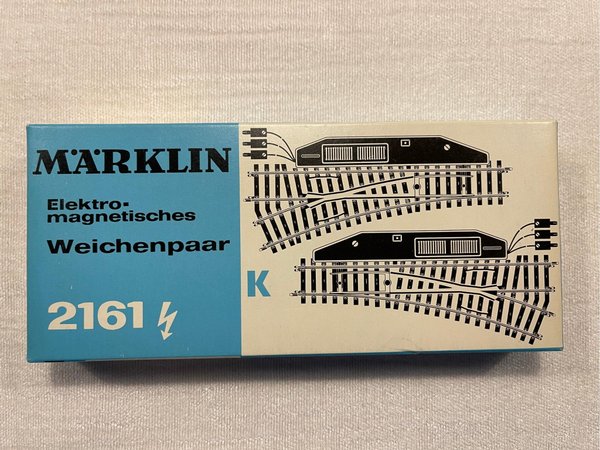 MÄRKLIN
Elektro-
magnetisches
Weichenpaar
2161
K